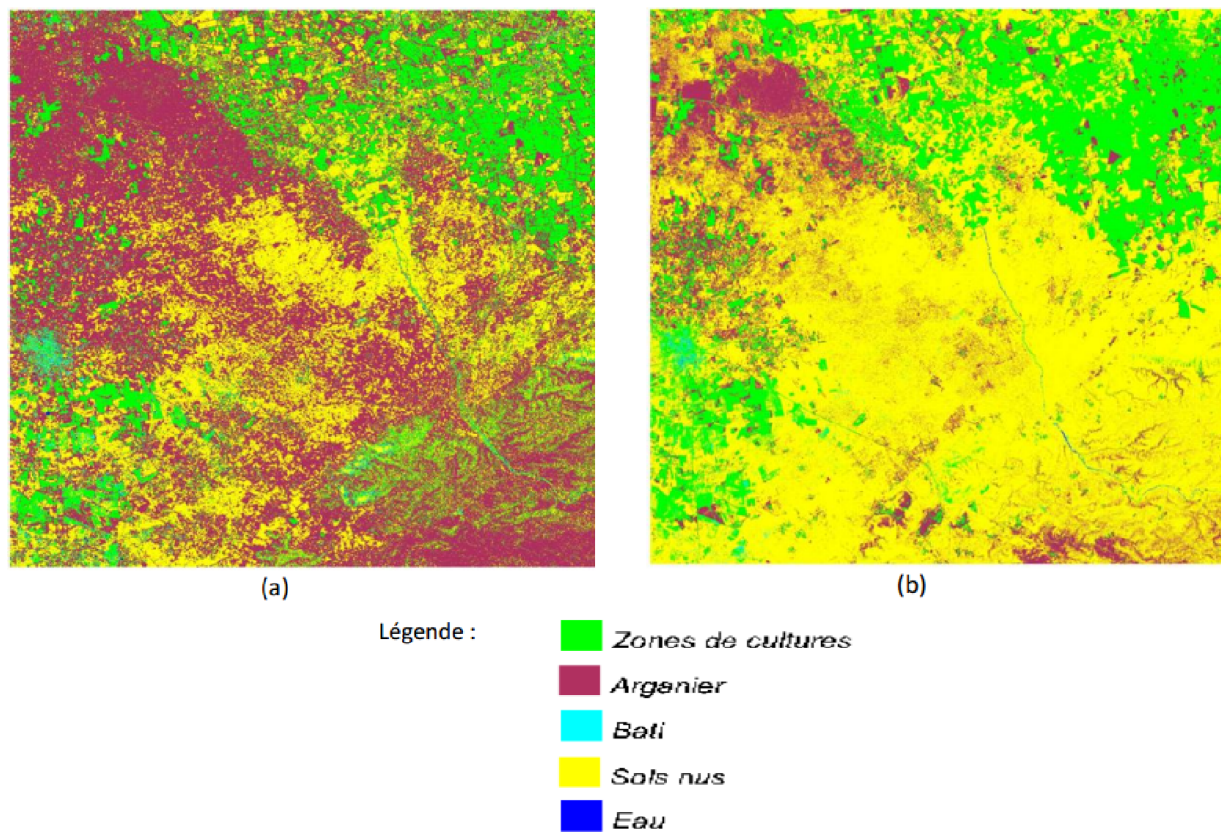 (a)
(b)
Légende :
Zones de cultures
Arganier
Bati
Sols nus
Eau